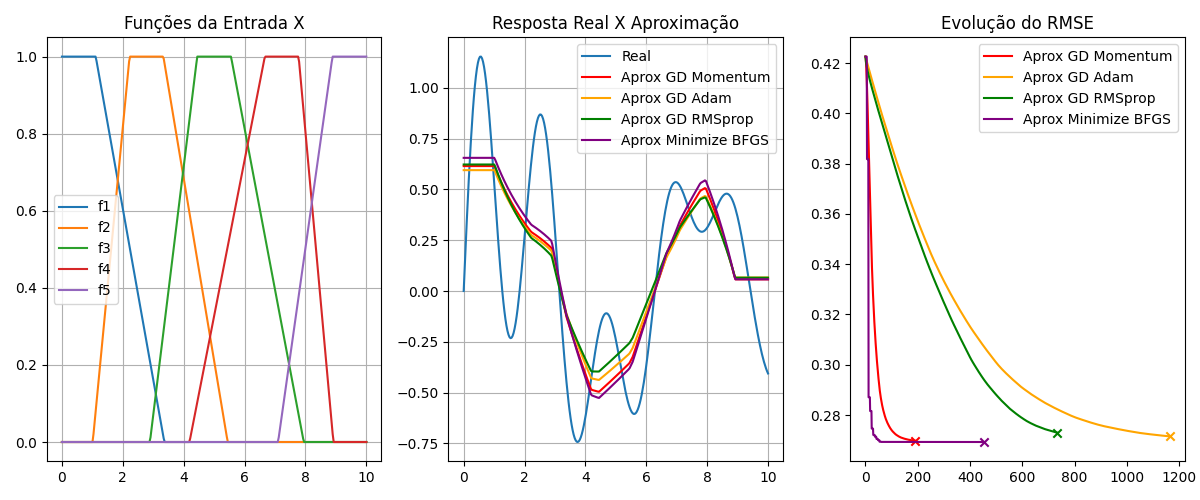 Funções da Entrada X
1.0
0.8
0.6
0.4
0.2
0.0
f1
f2
f3
f4
f5
0 2 4 6 8 10
Resposta Real X Aproximação
1.00
0.75
0.50
0.25
0.00
−0.25
−0.50
−0.75
Real
Aprox GD Momentum
Aprox GD Adam
Aprox GD RMSprop
Aprox Minimize BFGS
0 2 4 6 8 10
Evolução do RMSE
0.42
0.40
0.38
0.36
0.34
0.32
0.30
0.28
Aprox GD Momentum
Aprox GD Adam
Aprox GD RMSprop
Aprox Minimize BFGS
0 200 400 600 800 1000 1200